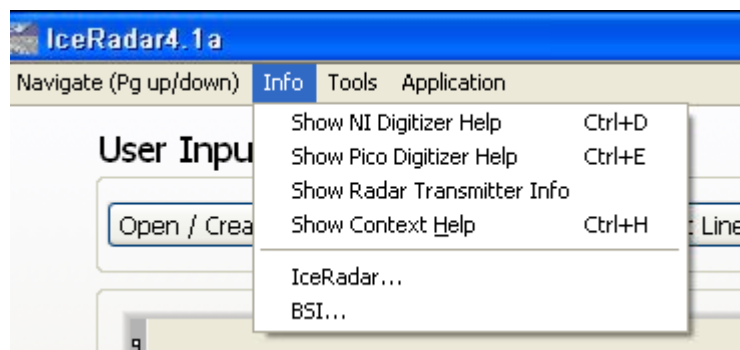 IceRadar4.1a
Navigate (Pg up/down) Info Tools Application
Show NI Digitizer Help Ctrl+D
User Inpu
Show Pico Digitizer Help Ctrl+E
Show Radar Transmitter Info
Open / Crea
Show Context Help Ctrl+H
: Line
IceRadar...
BSI...